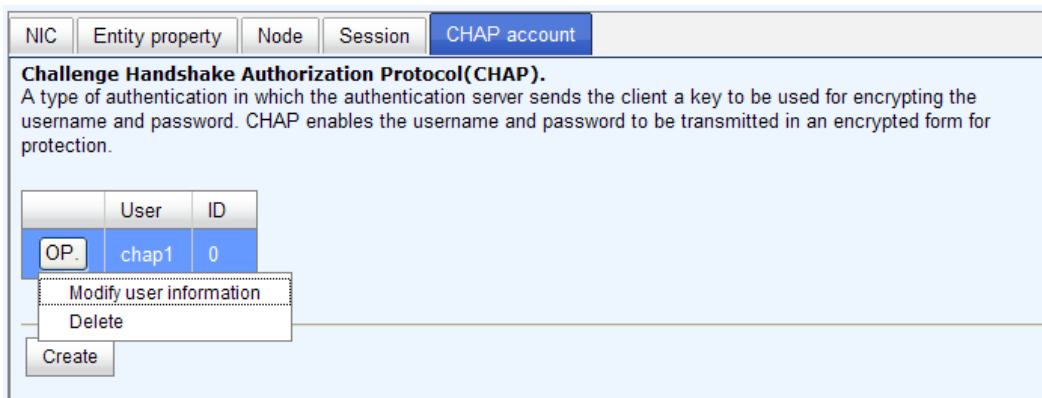 NIC Entity property Node Session CHAP account
Challenge Handshake Authorization Protocol(CHAP).
A type of authentication in which the authentication server sends the client a key to be used for encrypting the
username and password. CHAP enables the username and password to be transmitted in an encrypted form for
protection.
User ID
OP. chap1 0
Modify user information
Delete
Create